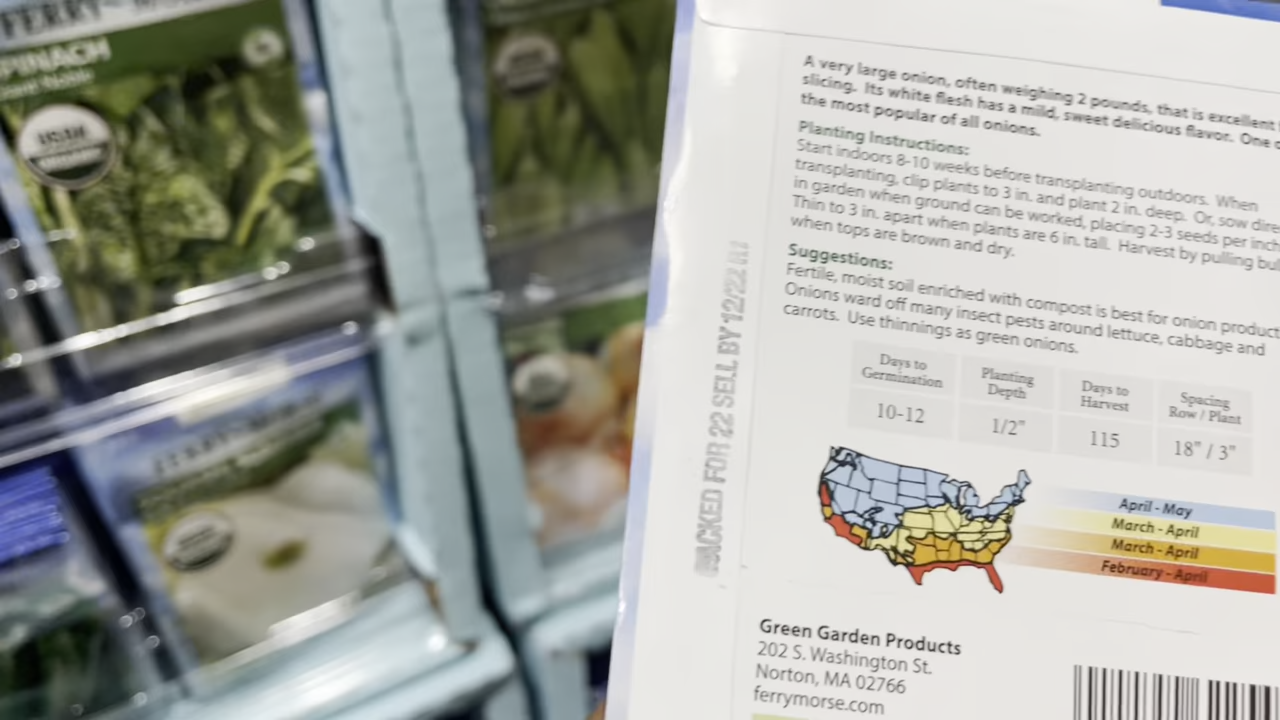 FERRY-MORSE
SPINACH
USDA
ORGANIC
A very large onion, often weighing 2 pounds, that is excellent
slicing. Its white flesh has a mild, sweet delicious flavor. One
the most popular of all onions.
Planting Instructions:
Start indoors 8-10 weeks before transplanting outdoors. When
transplanting, clip plants to 3 in. and plant 2 in. deep. Or, sow dire
in garden when ground can be worked, placing 2-3 seeds per inch
Thin to 3 in. apart when plants are 6 in. tall. Harvest by pulling bul
when tops are brown and dry.
Suggestions:
Fertile, moist soil enriched with compost is best for onion product
Onions ward off many insect pests around lettuce, cabbage and
carrots. Use thinnings as green onions.
Days to Germination
Planting Depth
Days to Harvest
Spacing Row / Plant
10-12
1/2"
115
18" / 3"
April - May
March - April
March - April
February - April
PACKED FOR 22 SELL BY 12/22
Green Garden Products
202 S. Washington St.
Norton, MA 02766
ferrymorse.com